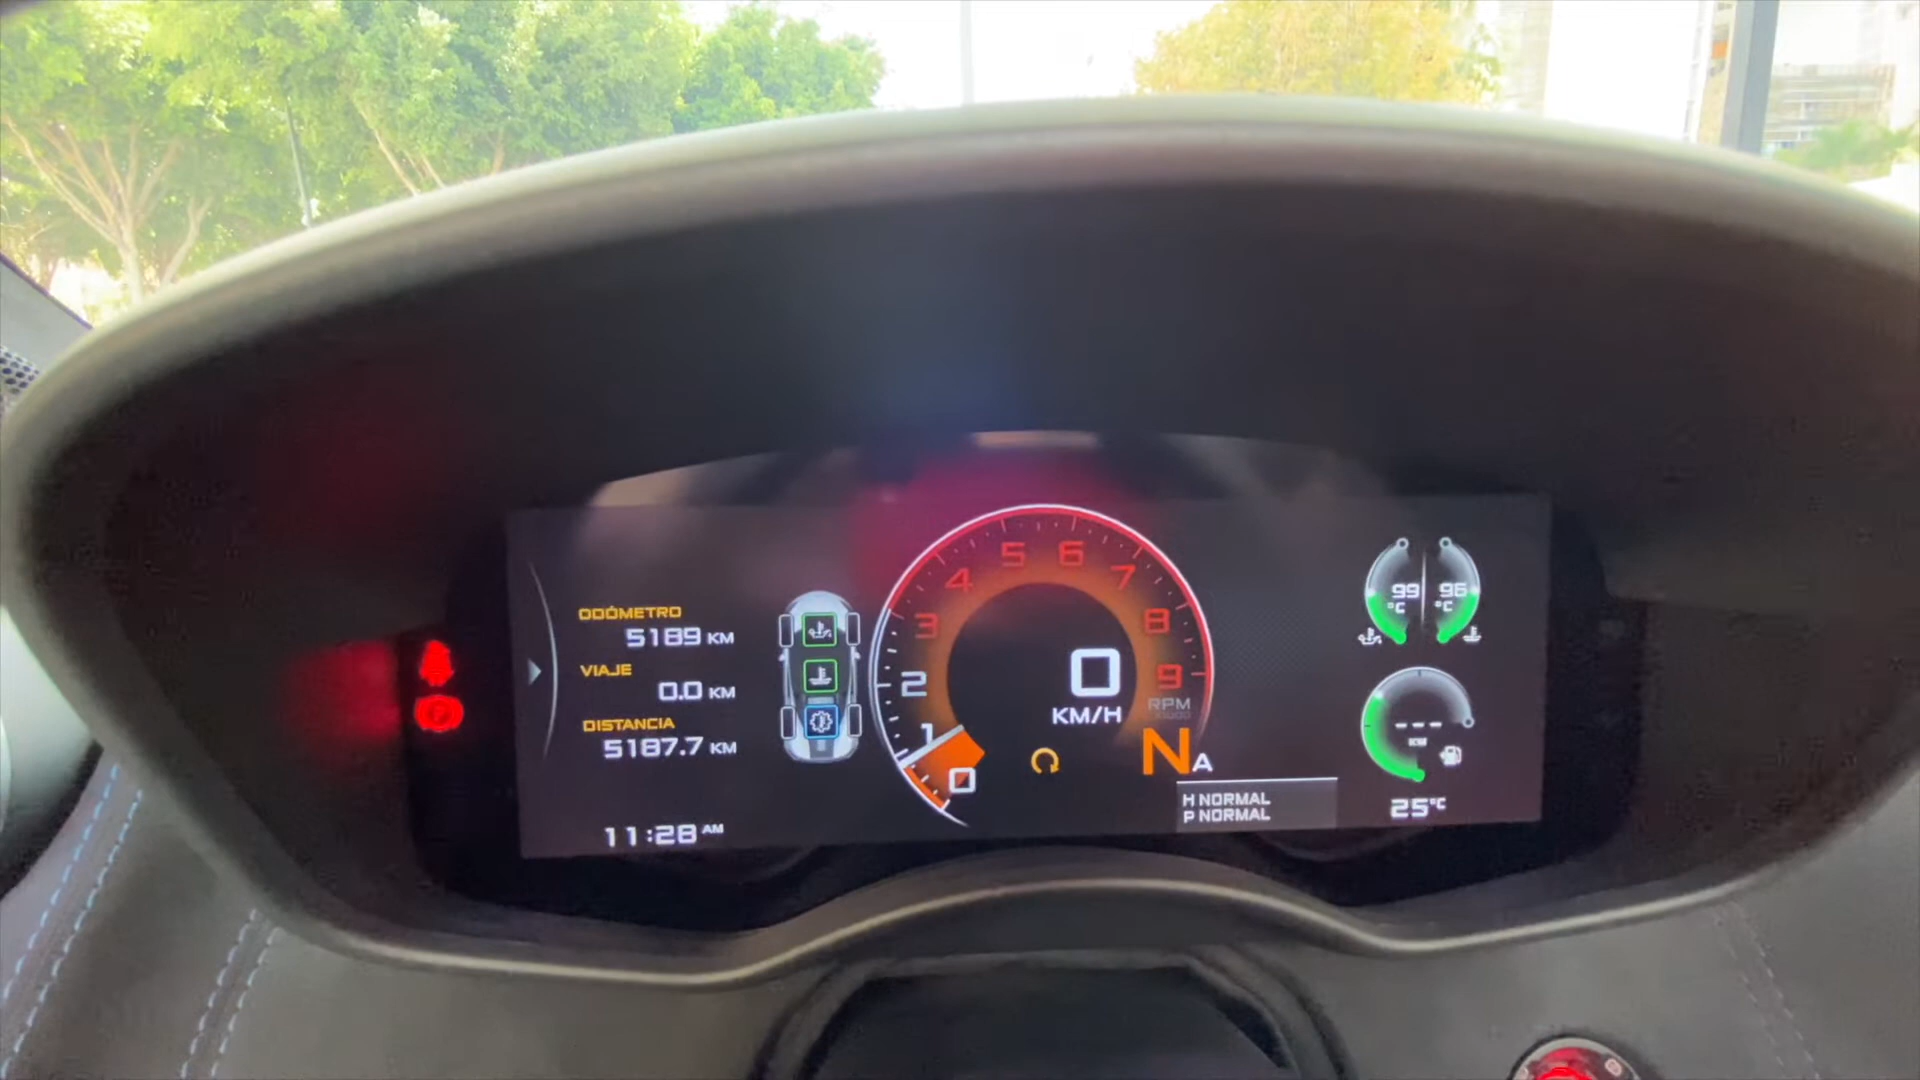 ODÓMETRO
5189 KM
VIAJE
0.0 KM
DISTANCIA
5187.7 KM
11:28 AM
0
1
2
3
4
5
6
7
8
9
RPM
0
KM/H
N A
H NORMAL
P NORMAL
99 °C
96 °C
---
KM
25°C
P